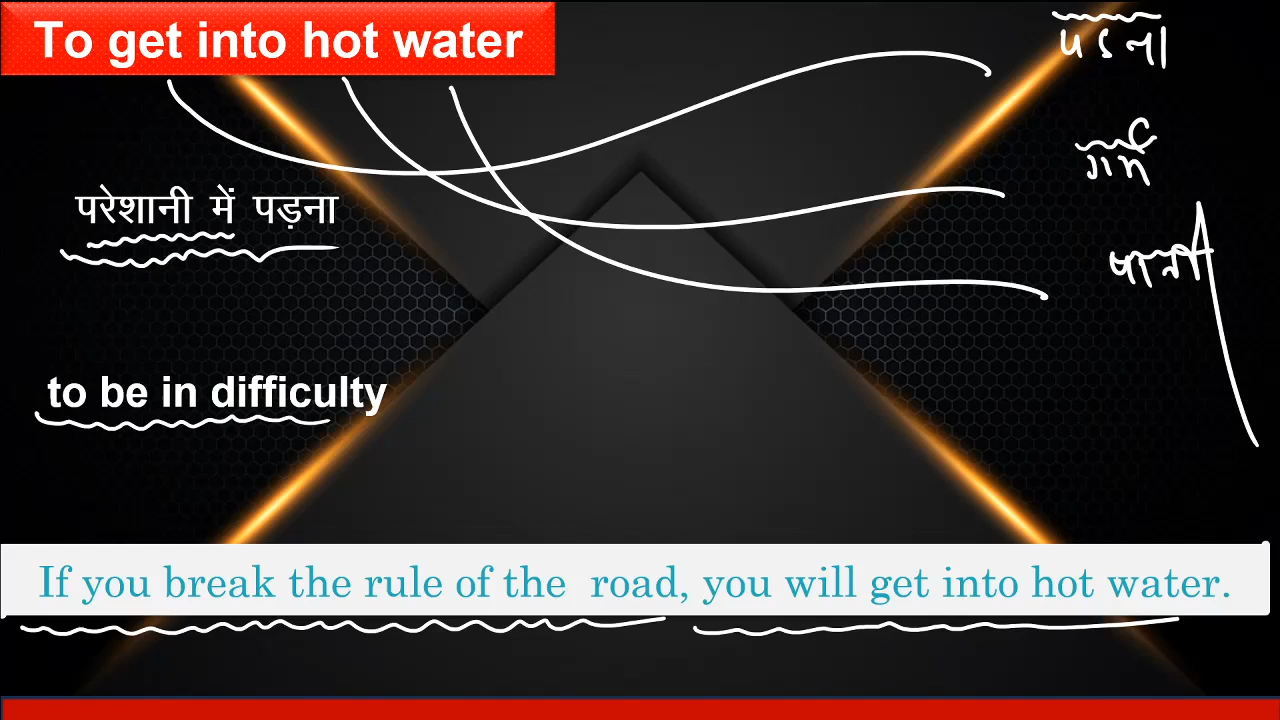 To get into hot water
पडना
गर्म
परेशानी में पड़ना
पानी
to be in difficulty
If you break the rule of the road, you will get into hot water.